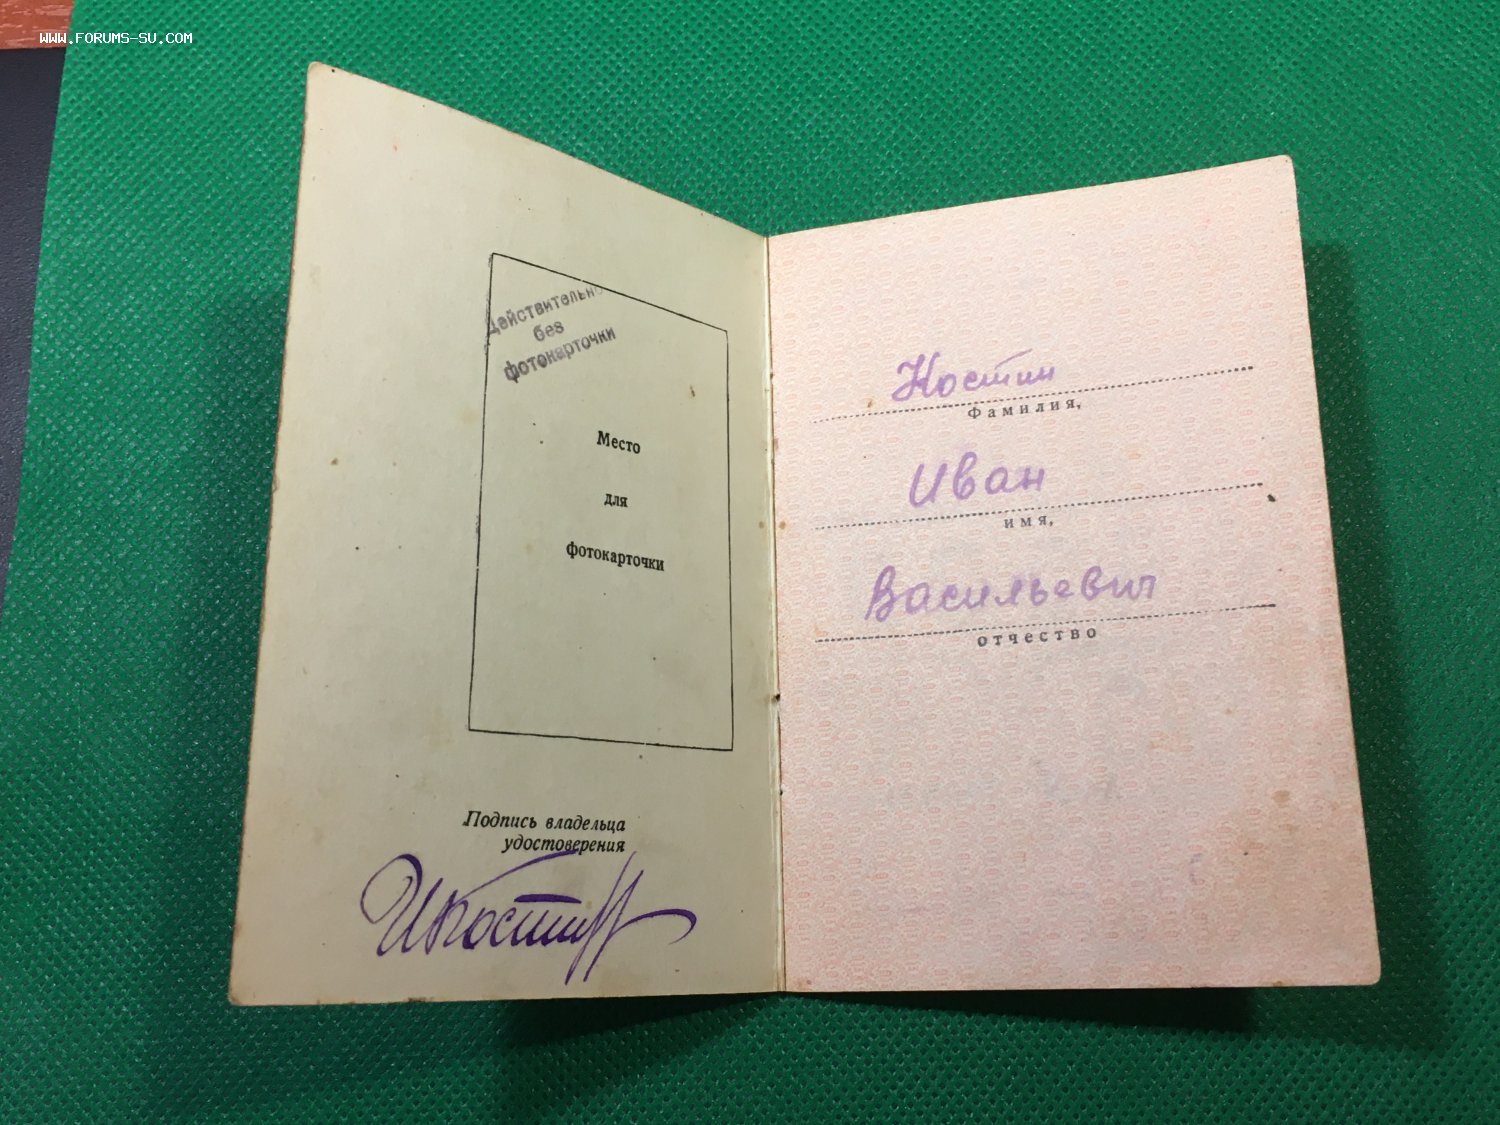 WWW.FORUMS-SU.COM
Действительно
без
фотокарточки
Место
для
фотокарточки
Подпись владельца
удостоверения
ИКостин
Костин
Фамилия,
Иван
имя,
Васильевич
отчество